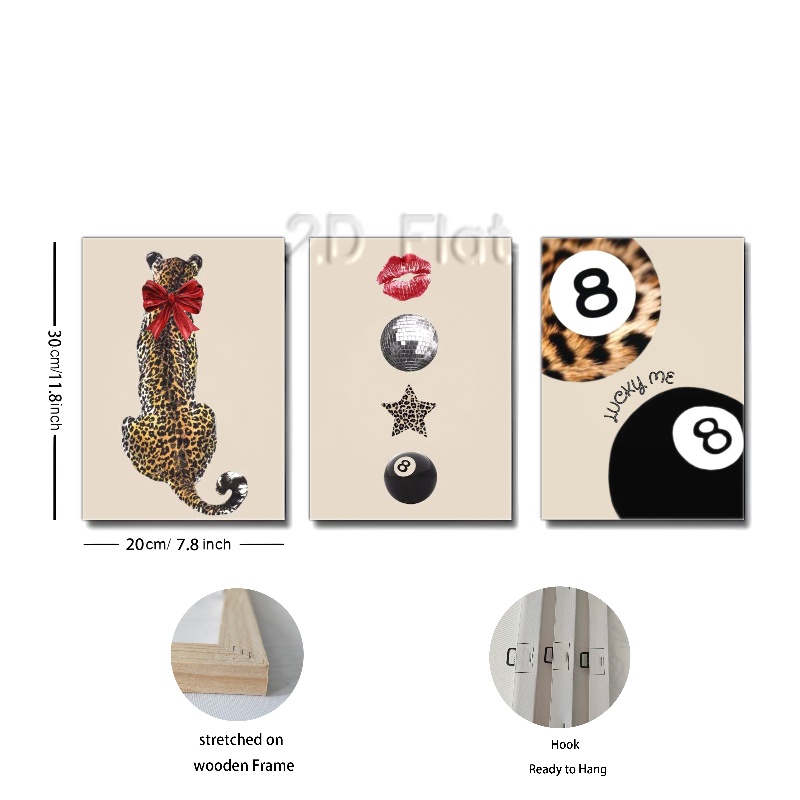 2D Flat
8
LUCKY ME
8
8
30cm/11.8inch
20cm/ 7.8 inch
stretched on
wooden Frame
Hook
Ready to Hang